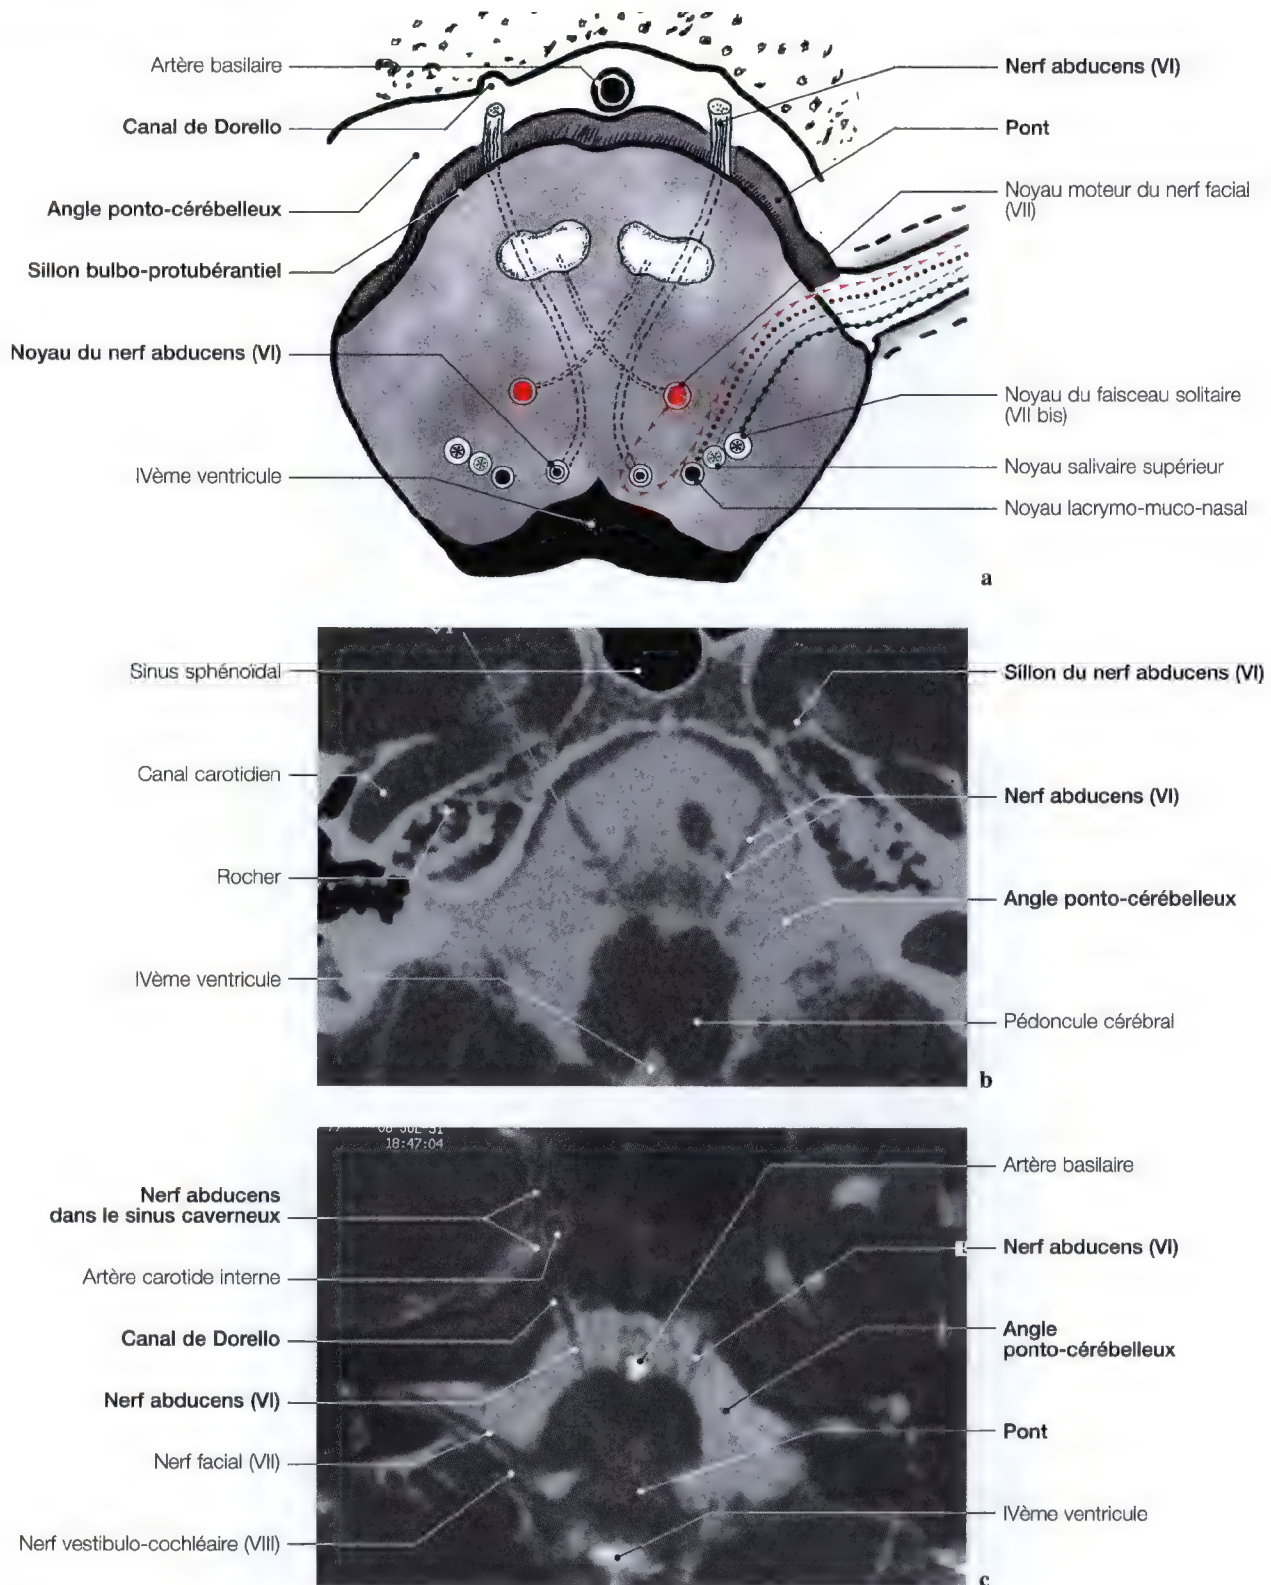 Artère basilaire
Canal de Dorello
Angle ponto-cérébelleux
Sillon bulbo-protubérantiel
Noyau du nerf abducens (VI)
IVème ventricule
Nerf abducens (VI)
Pont
Noyau moteur du nerf facial
(VII)
Noyau du faisceau solitaire
(VII bis)
Noyau salivaire supérieur
Noyau lacrymo-muco-nasal
a
Sinus sphénoïdal
Canal carotidien
Rocher
IVème ventricule
Sillon du nerf abducens (VI)
Nerf abducens (VI)
Angle ponto-cérébelleux
Pédoncule cérébral
b
18:47:04
Nerf abducens
dans le sinus caverneux
Artère carotide interne
Canal de Dorello
Nerf abducens (VI)
Nerf facial (VII)
Nerf vestibulo-cochléaire (VIII)
Artère basilaire
Nerf abducens (VI)
Angle
ponto-cérébelleux
Pont
IVème ventricule
c